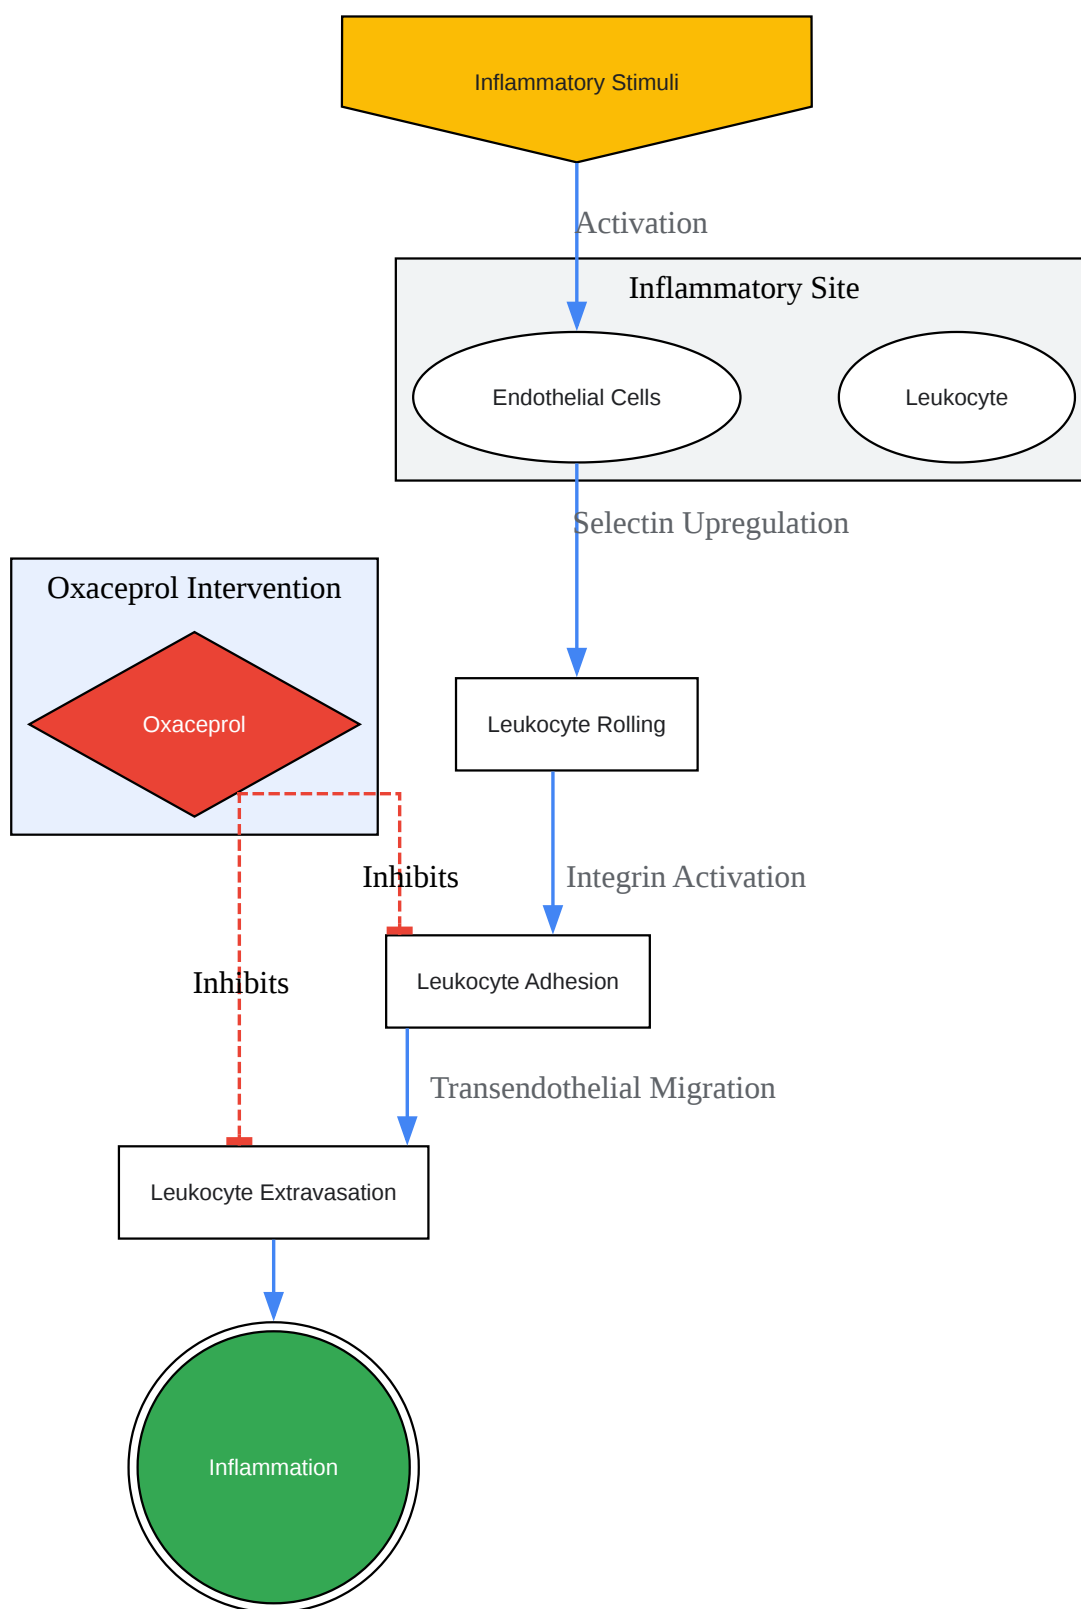 Inflammatory Stimuli
Activation
Inflammatory Site
Endothelial Cells
Leukocyte
Selectin Upregulation
Oxaceprol Intervention
Oxaceprol
Leukocyte Rolling
Inhibits
Integrin Activation
Inhibits
Leukocyte Adhesion
Transendothelial Migration
Leukocyte Extravasation
Inflammation